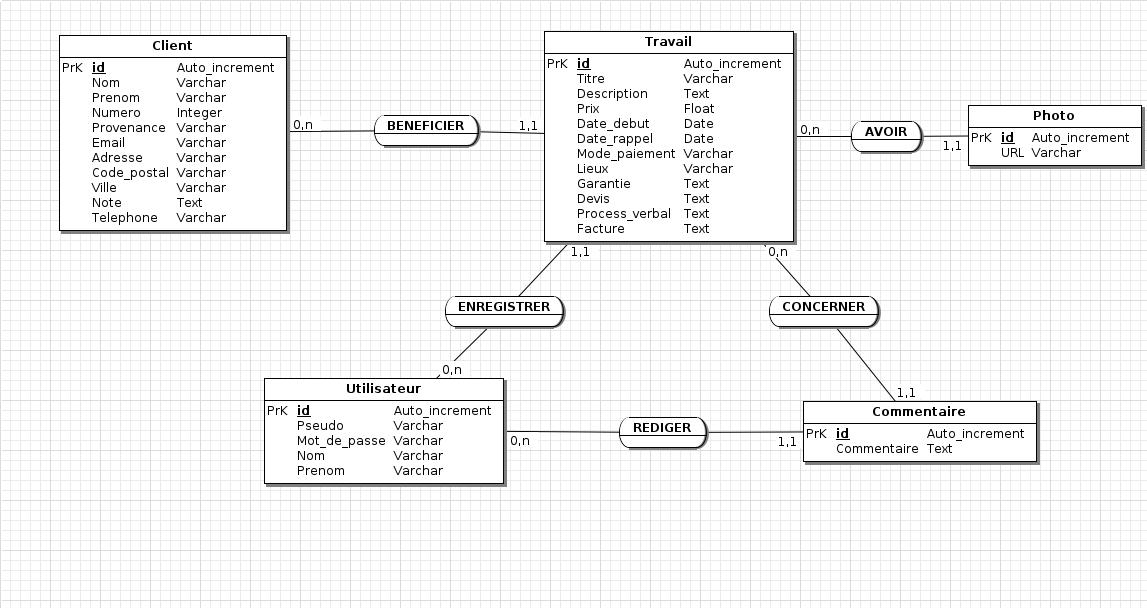 Client
PrK id Auto_increment
Nom Varchar
Prenom Varchar
Numero Integer
Provenance Varchar
Email Varchar
Adresse Varchar
Code_postal Varchar
Ville Varchar
Note Text
Telephone Varchar
0,n
BENEFICIER
1,1
Travail
PrK id Auto_increment
Titre Varchar
Description Text
Prix Float
Date_debut Date
Date_rappel Date
Mode_paiement Varchar
Lieux Varchar
Garantie Text
Devis Text
Process_verbal Text
Facture Text
0,n
AVOIR
1,1
Photo
PrK id Auto_increment
URL Varchar
1,1
ENREGISTRER
0,n
0,n
CONCERNER
1,1
Utilisateur
PrK id Auto_increment
Pseudo Varchar
Mot_de_passe Varchar
Nom Varchar
Prenom Varchar
0,n
REDIGER
1,1
Commentaire
PrK id Auto_increment
Commentaire Text